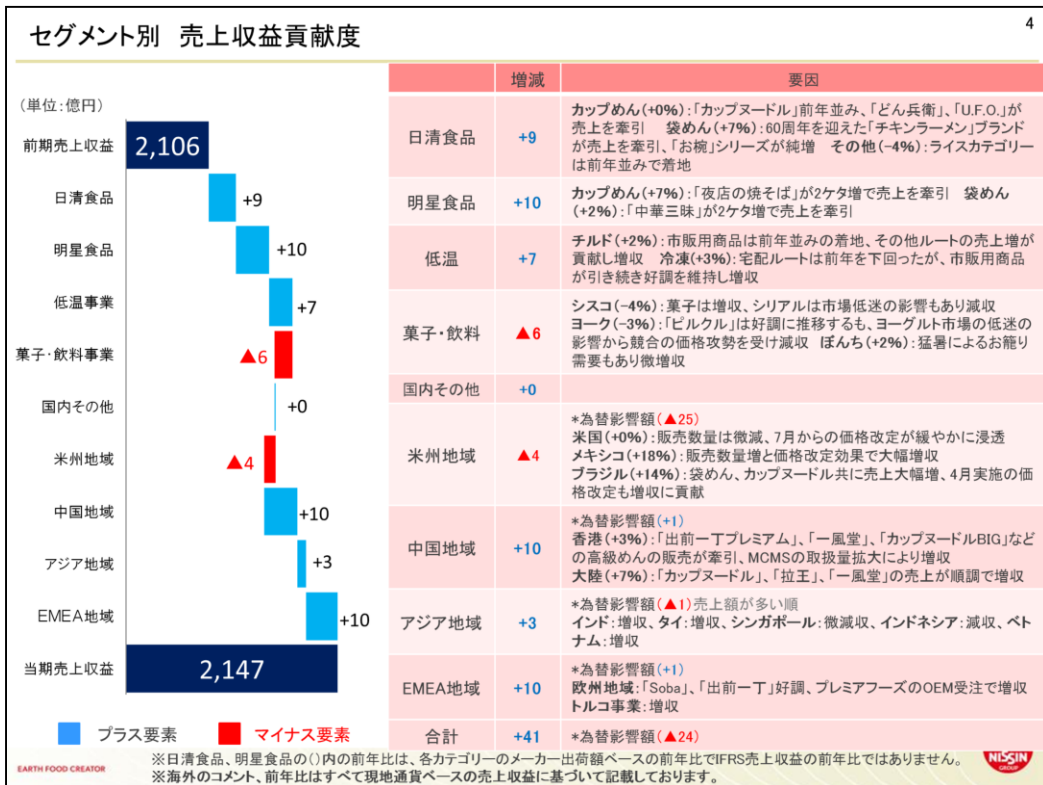 セグメント別 売上収益貢献度
4
(単位:億円)
前期売上収益
2,106
日清食品
+9
明星食品
+10
低温事業
+7
菓子・飲料事業
▲6
国内その他
+0
米州地域
▲4
中国地域
+10
アジア地域
+3
EMEA地域
+10
当期売上収益
2,147
プラス要素
マイナス要素
増減
要因
日清食品
+9
カップめん(+0%):「カップヌードル」前年並み、「どん兵衛」、「U.F.O.」が
売上を牽引 袋めん(+7%):60周年を迎えた「チキンラーメン」ブランド
が売上を牽引、「お椀」シリーズが純増 その他(-4%):ライスカテゴリー
は前年並みで着地
明星食品
+10
カップめん(+7%):「夜店の焼そば」が2ケタ増で売上を牽引 袋めん
(+2%):「中華三昧」が2ケタ増で売上を牽引
低温
+7
チルド(+2%):市販用商品は前年並みの着地、その他ルートの売上増が
貢献し増収 冷凍(+3%):宅配ルートは前年を下回ったが、市販用商品
が引き続き好調を維持し増収
菓子・飲料
▲6
シスコ(-4%):菓子は増収、シリアルは市場低迷の影響もあり減収
ヨーク(-3%):「ピルクル」は好調に推移するも、ヨーグルト市場の低迷の
影響から競合の価格攻勢を受け減収 ぼんち(+2%):猛暑によるお籠り
需要もあり微増収
国内その他
+0
米州地域
▲4
*為替影響額(▲25)
米国(+0%):販売数量は微減、7月からの価格改定が緩やかに浸透
メキシコ(+18%):販売数量増と価格改定効果で大幅増収
ブラジル(+14%):袋めん、カップヌードル共に売上大幅増、4月実施の価
格改定も増収に貢献
中国地域
+10
*為替影響額(+1)
香港(+3%):「出前一丁プレミアム」、「一風堂」、「カップヌードルBIG」など
の高級めんの販売が牽引、MCMSの取扱量拡大により増収
大陸(+7%):「カップヌードル」、「拉王」、「一風堂」の売上が順調で増収
アジア地域
+3
*為替影響額(▲1)売上額が多い順
インド:増収、タイ:増収、シンガポール:微減収、インドネシア:減収、ベト
ナム:増収
EMEA地域
+10
*為替影響額(+1)
欧州地域:「Soba」、「出前一丁」好調、プレミアフーズのOEM受注で増収
トルコ事業:増収
合計
+41
*為替影響額(▲24)
※日清食品、明星食品の()内の前年比は、各カテゴリーのメーカー出荷額ベースの前年比でIFRS売上収益の前年比ではありません。
※海外のコメント、前年比はすべて現地通貨ベースの売上収益に基づいて記載しております。
EARTH FOOD CREATOR
NISSIN
GROUP